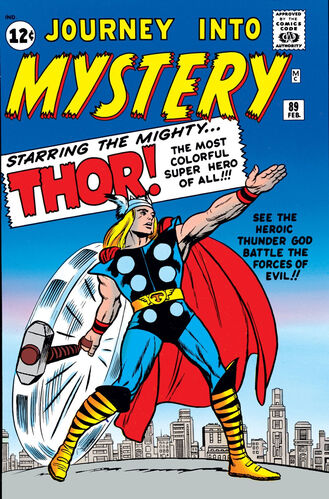 IND.
12¢
JOURNEY INTO
MYSTERY
APPROVED
BY THE
COMICS
CODE
AUTHORITY
MC
89
FEB.
STARRING THE MIGHTY...
THOR!
THE MOST
COLORFUL
SUPER HERO
OF ALL!!!
SEE THE
HEROIC
THUNDER GOD
BATTLE THE
FORCES OF
EVIL!!